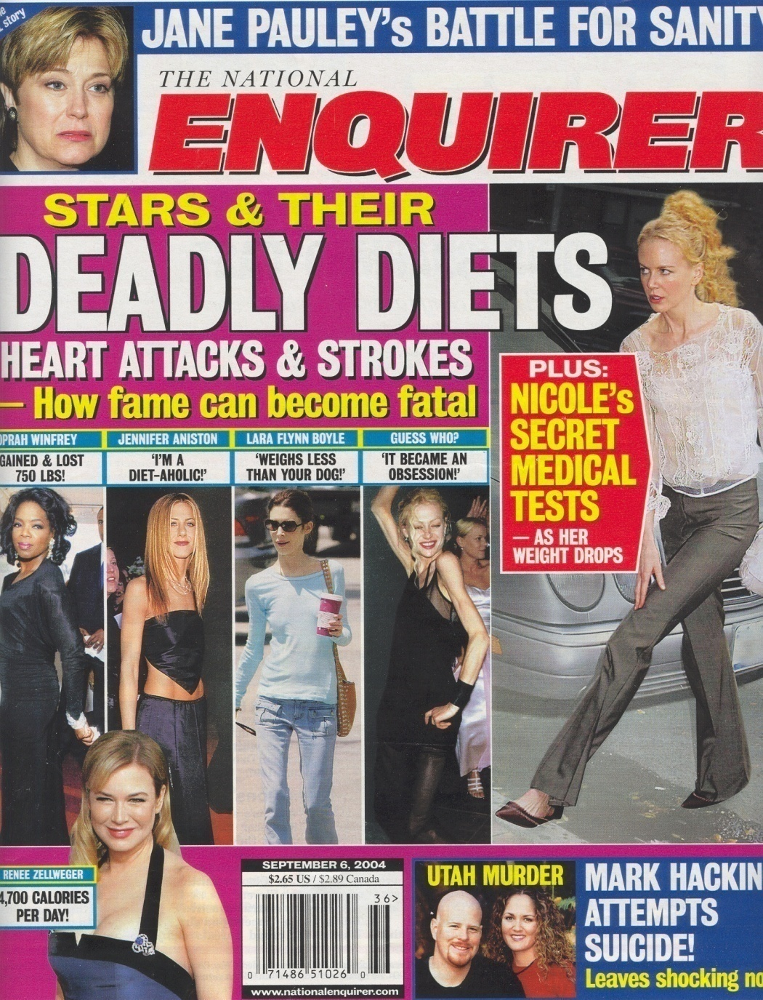 story
JANE PAULEY's BATTLE FOR SANITY
THE NATIONAL
ENQUIRER
STARS & THEIR
DEADLY DIETS
HEART ATTACKS & STROKES
— How fame can become fatal
PLUS:
NICOLE's
SECRET
MEDICAL
TESTS
— AS HER
WEIGHT DROPS
OPRAH WINFREY
GAINED & LOST
750 LBS!
JENNIFER ANISTON
'I'M A
DIET-AHOLIC!'
LARA FLYNN BOYLE
'WEIGHS LESS
THAN YOUR DOG!'
GUESS WHO?
'IT BECAME AN
OBSESSION!'
RENEE ZELLWEGER
4,700 CALORIES
PER DAY!
SEPTEMBER 6, 2004
$2.65 US / $2.89 Canada
36>
0 71486 51026 0
www.nationalenquirer.com
UTAH MURDER
MARK HACKIN
ATTEMPTS
SUICIDE!
Leaves shocking no